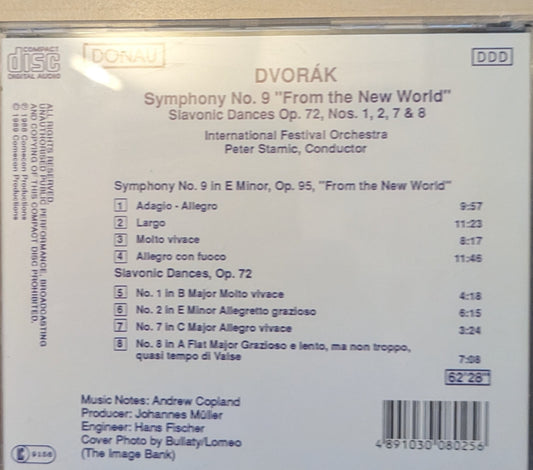 COMPACT
disc
DIGITAL AUDIO
DONAU
DDD
DVORÁK
Symphony No. 9 "From the New World"
Slavonic Dances Op. 72, Nos. 1, 2, 7 & 8
International Festival Orchestra
Peter Stamic, Conductor
Symphony No. 9 in E Minor, Op. 95, "From the New World"
1 Adagio - Allegro 9:57
2 Largo 11:23
3 Molto vivace 8:17
4 Allegro con fuoco 11:46
Slavonic Dances, Op. 72
5 No. 1 in B Major Molto vivace 4:18
6 No. 2 in E Minor Allegretto grazioso 6:15
7 No. 7 in C Major Allegro vivace 3:24
8 No. 8 in A Flat Major Grazioso e lento, ma non troppo,
quasi tempo di Valse 7:08
62'28"
Music Notes: Andrew Copland
Producer: Johannes Müller
Engineer: Hans Fischer
Cover Photo by Bullaty/Lomeo
(The Image Bank)
4 891030 080256
9156
ALL RIGHTS RESERVED.
UNAUTHORISED PUBLIC PERFORMANCE, BROADCASTING
AND COPYING OF THIS COMPACT DISC PROHIBITED.
℗ 1988 Comecon Productions
© 1989 Comecon Productions